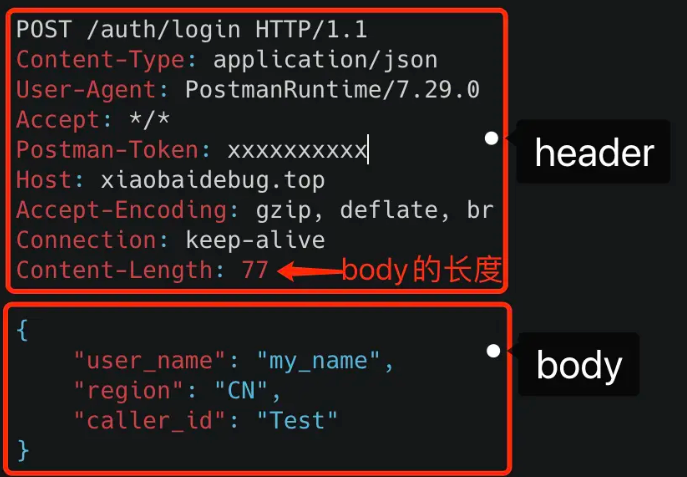 POST /auth/login HTTP/1.1
Content-Type: application/json
User-Agent: PostmanRuntime/7.29.0
Accept: */*
Postman-Token: xxxxxxxxxx
header
Host: xiaobaidebug.top
Accept-Encoding: gzip, deflate, br
Connection: keep-alive
Content-Length: 77 body的长度
{
"user_name": "my_name",
body
"region": "CN",
"caller_id": "Test"
}